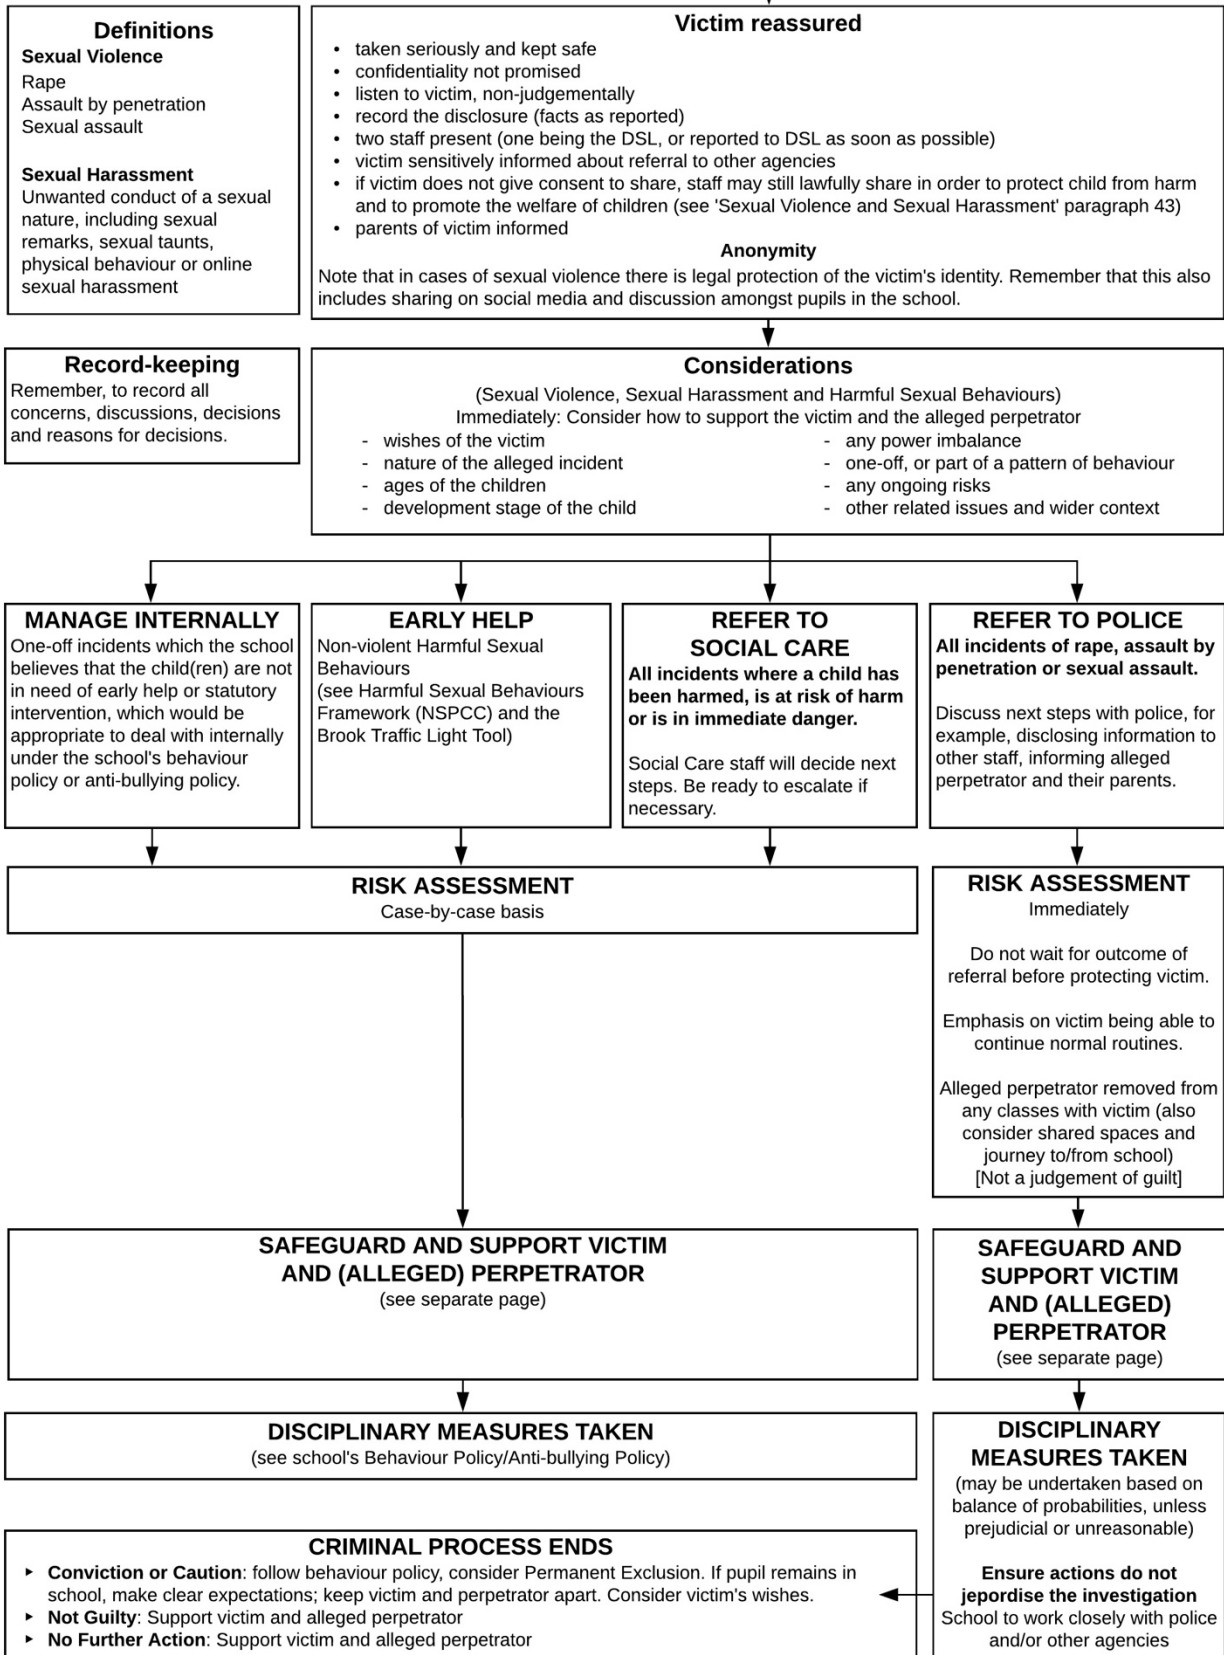 Definitions
Sexual Violence
Rape
Assault by penetration
Sexual assault
Sexual Harassment
Unwanted conduct of a sexual
nature, including sexual
remarks, sexual taunts,
physical behaviour or online
sexual harassment
Victim reassured
• taken seriously and kept safe
• confidentiality not promised
• listen to victim, non-judgementally
• record the disclosure (facts as reported)
• two staff present (one being the DSL, or reported to DSL as soon as possible)
• victim sensitively informed about referral to other agencies
• if victim does not give consent to share, staff may still lawfully share in order to protect child from harm
and to promote the welfare of children (see 'Sexual Violence and Sexual Harassment' paragraph 43)
• parents of victim informed
Anonymity
Note that in cases of sexual violence there is legal protection of the victim's identity. Remember that this also
includes sharing on social media and discussion amongst pupils in the school.
Record-keeping
Remember, to record all
concerns, discussions, decisions
and reasons for decisions.
Considerations
(Sexual Violence, Sexual Harassment and Harmful Sexual Behaviours)
Immediately: Consider how to support the victim and the alleged perpetrator
- wishes of the victim
- nature of the alleged incident
- ages of the children
- development stage of the child
- any power imbalance
- one-off, or part of a pattern of behaviour
- any ongoing risks
- other related issues and wider context
MANAGE INTERNALLY
One-off incidents which the school
believes that the child(ren) are not
in need of early help or statutory
intervention, which would be
appropriate to deal with internally
under the school's behaviour
policy or anti-bullying policy.
EARLY HELP
Non-violent Harmful Sexual
Behaviours
(see Harmful Sexual Behaviours
Framework (NSPCC) and the
Brook Traffic Light Tool)
REFER TO
SOCIAL CARE
All incidents where a child has
been harmed, is at risk of harm
or is in immediate danger.
Social Care staff will decide next
steps. Be ready to escalate if
necessary.
REFER TO POLICE
All incidents of rape, assault by
penetration or sexual assault.
Discuss next steps with police, for
example, disclosing information to
other staff, informing alleged
perpetrator and their parents.
RISK ASSESSMENT
Case-by-case basis
RISK ASSESSMENT
Immediately
Do not wait for outcome of
referral before protecting victim.
Emphasis on victim being able to
continue normal routines.
Alleged perpetrator removed from
any classes with victim (also
consider shared spaces and
journey to/from school)
[Not a judgement of guilt]
SAFEGUARD AND SUPPORT VICTIM
AND (ALLEGED) PERPETRATOR
(see separate page)
SAFEGUARD AND
SUPPORT VICTIM
AND (ALLEGED)
PERPETRATOR
(see separate page)
DISCIPLINARY MEASURES TAKEN
(see school's Behaviour Policy/Anti-bullying Policy)
DISCIPLINARY
MEASURES TAKEN
(may be undertaken based on
balance of probabilities, unless
prejudicial or unreasonable)
Ensure actions do not
jepordise the investigation
School to work closely with police
and/or other agencies
CRIMINAL PROCESS ENDS
‣ Conviction or Caution: follow behaviour policy, consider Permanent Exclusion. If pupil remains in
school, make clear expectations; keep victim and perpetrator apart. Consider victim's wishes.
‣ Not Guilty: Support victim and alleged perpetrator
‣ No Further Action: Support victim and alleged perpetrator